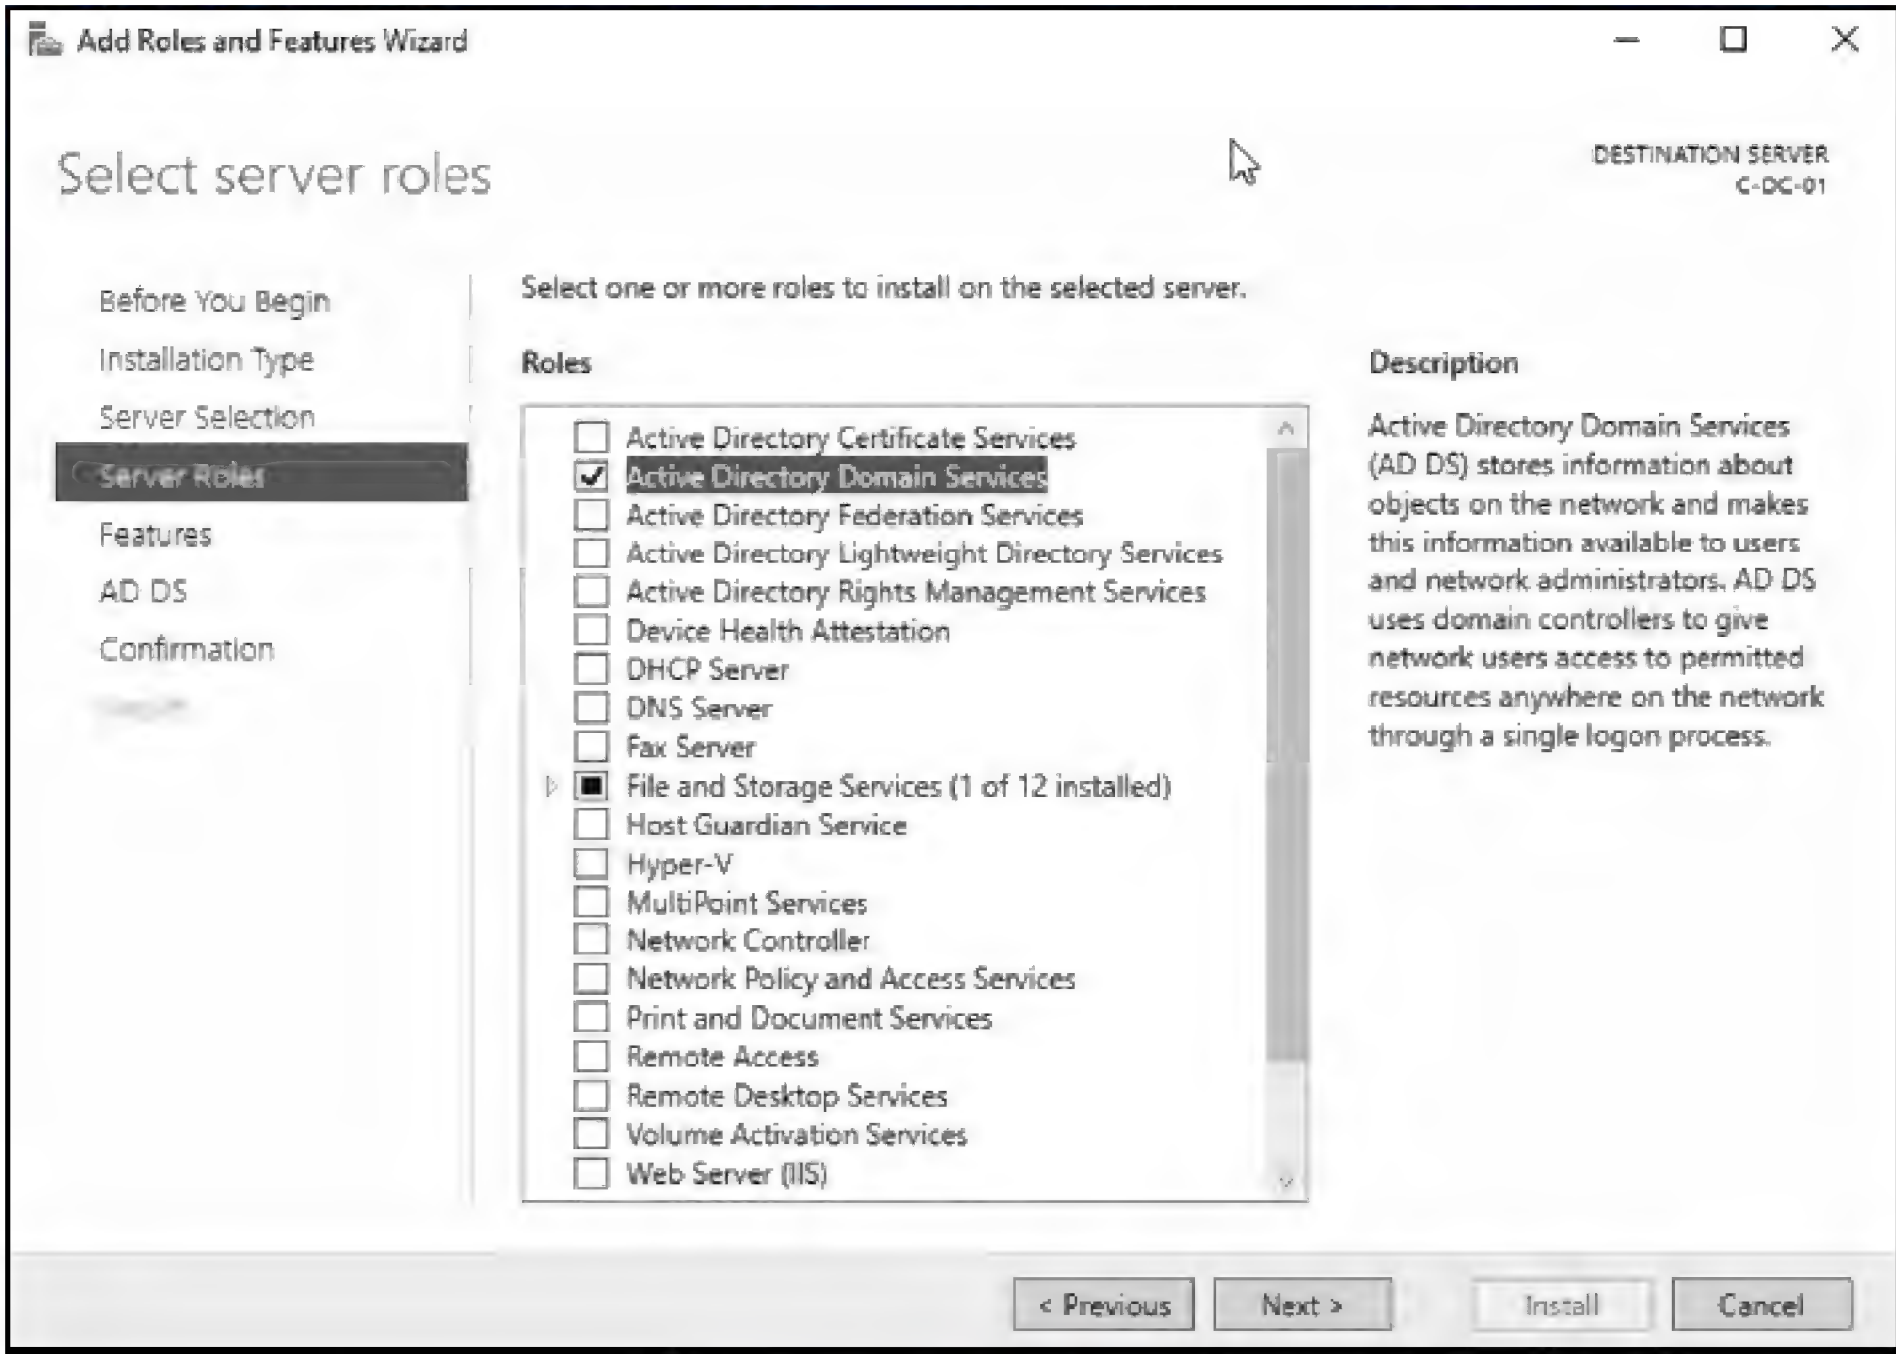 Add Roles and Features Wizard
Select server roles
DESTINATION SERVER
C-DC-01
Before You Begin
Installation Type
Server Selection
Server Roles
Features
AD DS
Confirmation
Select one or more roles to install on the selected server.
Roles
Active Directory Certificate Services
Active Directory Domain Services
Active Directory Federation Services
Active Directory Lightweight Directory Services
Active Directory Rights Management Services
Device Health Attestation
DHCP Server
DNS Server
Fax Server
File and Storage Services (1 of 12 installed)
Host Guardian Service
Hyper-V
MultiPoint Services
Network Controller
Network Policy and Access Services
Print and Document Services
Remote Access
Remote Desktop Services
Volume Activation Services
Web Server (IIS)
Description
Active Directory Domain Services
(AD DS) stores information about
objects on the network and makes
this information available to users
and network administrators. AD DS
uses domain controllers to give
network users access to permitted
resources anywhere on the network
through a single logon process.
< Previous
Next >
Install
Cancel